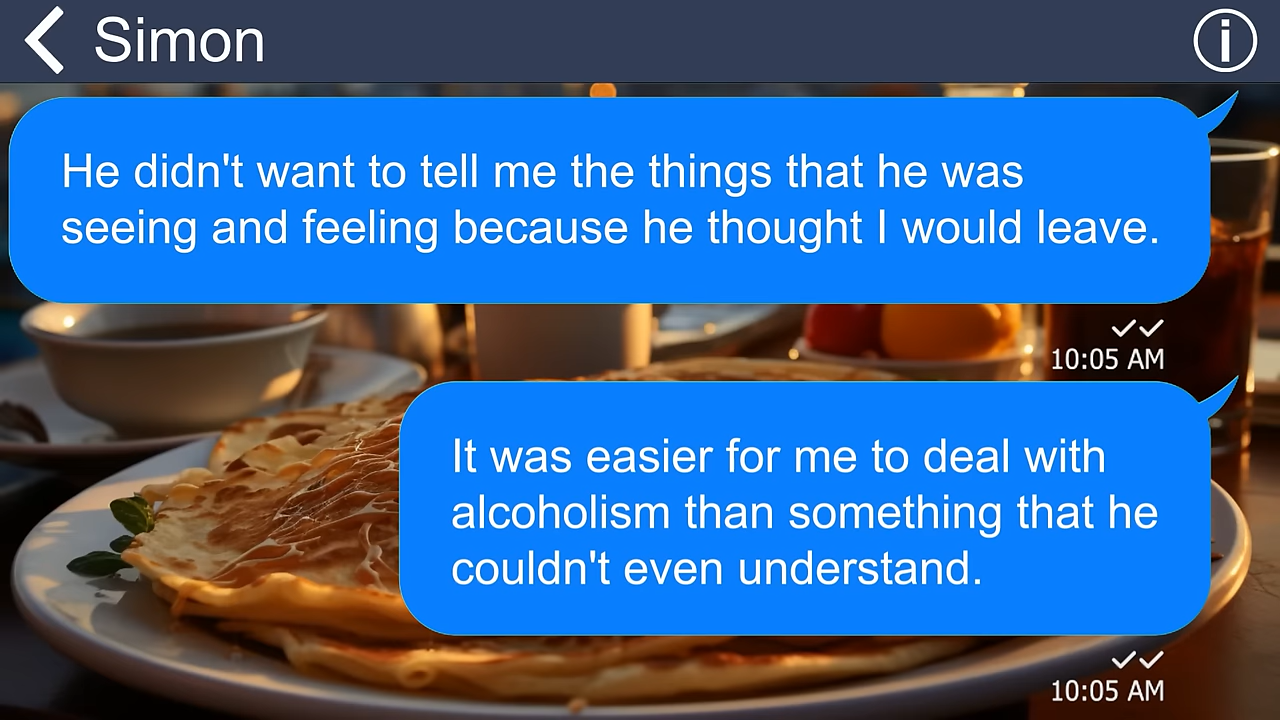 Simon
He didn't want to tell me the things that he was
seeing and feeling because he thought I would leave.
10:05 AM
It was easier for me to deal with
alcoholism than something that he
couldn't even understand.
10:05 AM